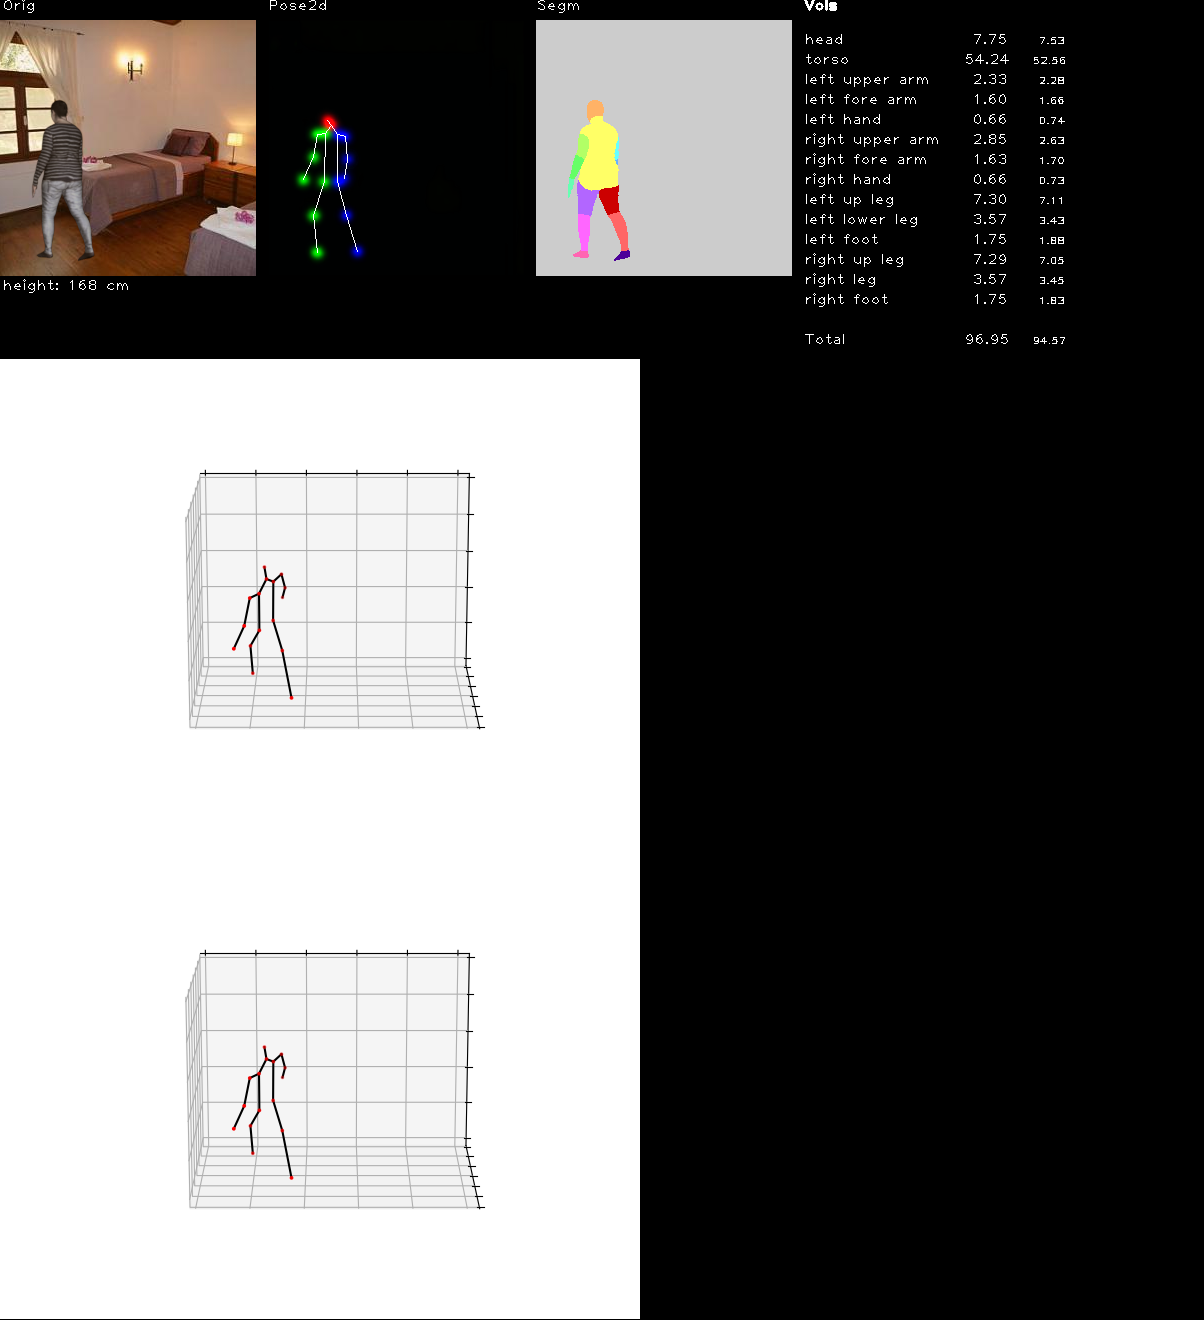 Orig
Pose2d
Segm
Vols
head 7.75 7.53
torso 54.24 52.56
left upper arm 2.33 2.28
left fore arm 1.60 1.66
left hand 0.66 0.74
right upper arm 2.85 2.63
right fore arm 1.63 1.70
right hand 0.66 0.73
left up leg 7.30 7.11
left lower leg 3.57 3.43
left foot 1.75 1.88
right up leg 7.29 7.05
right leg 3.57 3.45
right foot 1.75 1.83
Total 96.95 94.57
height: 168 cm